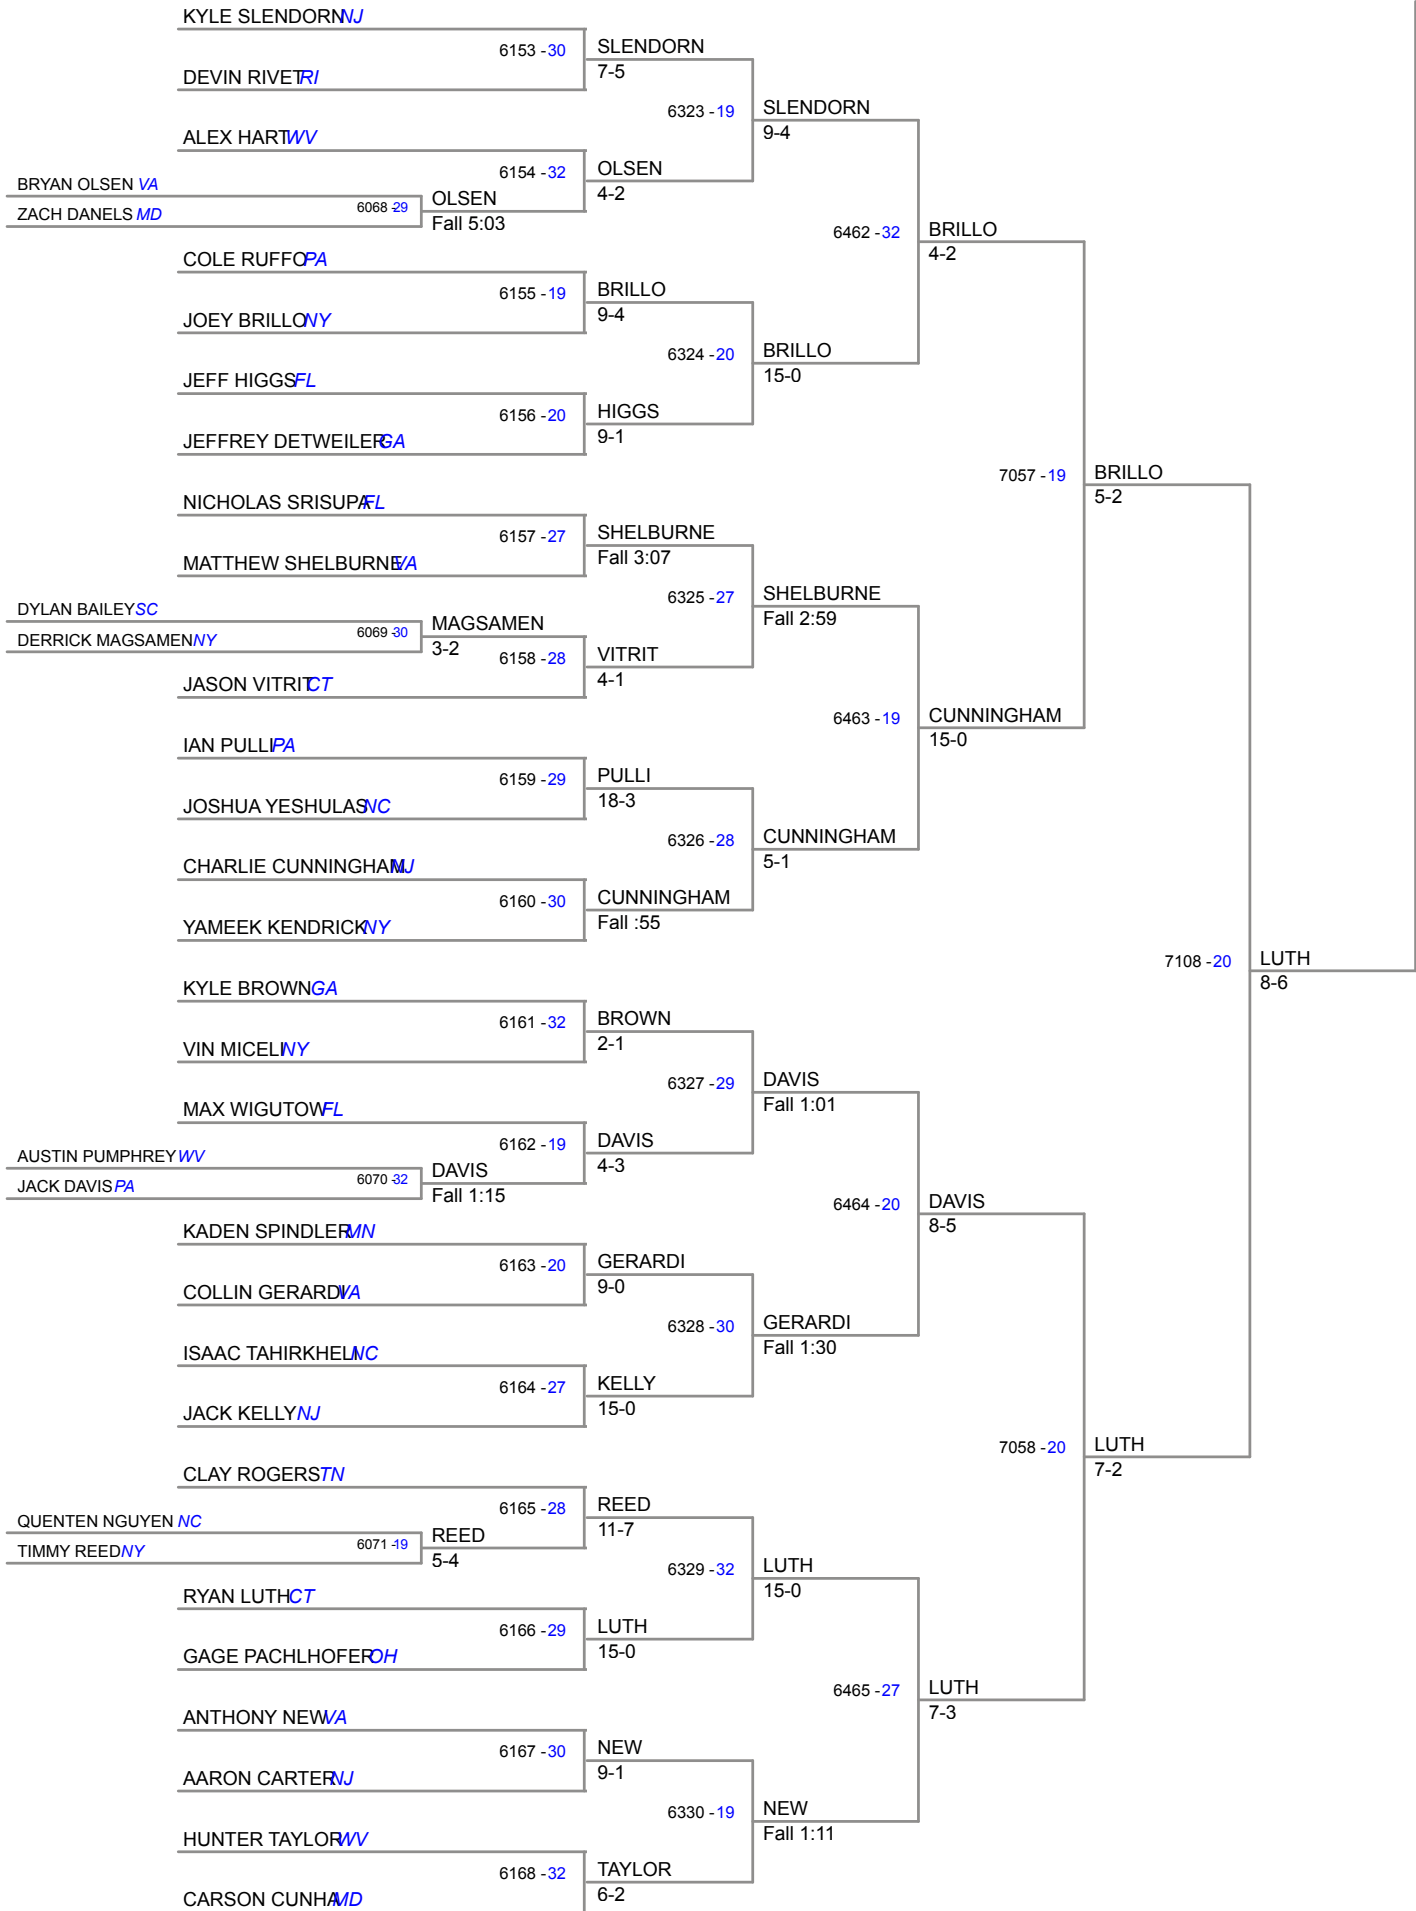 KYLE SLENDORN NJ
6153 - 30
SLENDORN
7-5
DEVIN RIVET RI
6323 - 19
SLENDORN
9-4
ALEX HART WV
6154 - 32
OLSEN
4-2
BRYAN OLSEN VA
6068 - 29
OLSEN
Fall 5:03
ZACH DANELS MD
6462 - 32
BRILLO
4-2
COLE RUFFO PA
6155 - 19
BRILLO
9-4
JOEY BRILLO NY
6324 - 20
BRILLO
15-0
JEFF HIGGS FL
6156 - 20
HIGGS
9-1
JEFFREY DETWEILER GA
7057 - 19
BRILLO
5-2
NICHOLAS SRISUPA FL
6157 - 27
SHELBURNE
Fall 3:07
MATTHEW SHELBURNE VA
6325 - 27
SHELBURNE
Fall 2:59
DYLAN BAILEY SC
6069 - 30
MAGSAMEN
3-2
DERRICK MAGSAMEN NY
6158 - 28
VITRIT
4-1
JASON VITRIT CT
6463 - 19
CUNNINGHAM
15-0
IAN PULLI PA
6159 - 29
PULLI
18-3
JOSHUA YESHULAS NC
6326 - 28
CUNNINGHAM
5-1
CHARLIE CUNNINGHAM NJ
6160 - 30
CUNNINGHAM
Fall :55
YAMEEK KENDRICK NY
7108 - 20
LUTH
8-6
KYLE BROWN GA
6161 - 32
BROWN
2-1
VIN MICELI NY
6327 - 29
DAVIS
Fall 1:01
MAX WIGUTOW FL
6162 - 19
DAVIS
4-3
AUSTIN PUMPHREY WV
6070 - 32
DAVIS
Fall 1:15
JACK DAVIS PA
6464 - 20
DAVIS
8-5
KADEN SPINDLER MN
6163 - 20
GERARDI
9-0
COLLIN GERARDI VA
6328 - 30
GERARDI
Fall 1:30
ISAAC TAHIRKHELI NC
6164 - 27
KELLY
15-0
JACK KELLY NJ
7058 - 20
LUTH
7-2
CLAY ROGERS TN
6165 - 28
REED
11-7
QUENTEN NGUYEN NC
6071 - 19
REED
5-4
TIMMY REED NY
6329 - 32
LUTH
15-0
RYAN LUTH CT
6166 - 29
LUTH
15-0
GAGE PACHLHOFER OH
6465 - 27
LUTH
7-3
ANTHONY NEW VA
6167 - 30
NEW
9-1
AARON CARTER NJ
6330 - 19
NEW
Fall 1:11
HUNTER TAYLOR WV
6168 - 32
TAYLOR
6-2
CARSON CUNHA MD